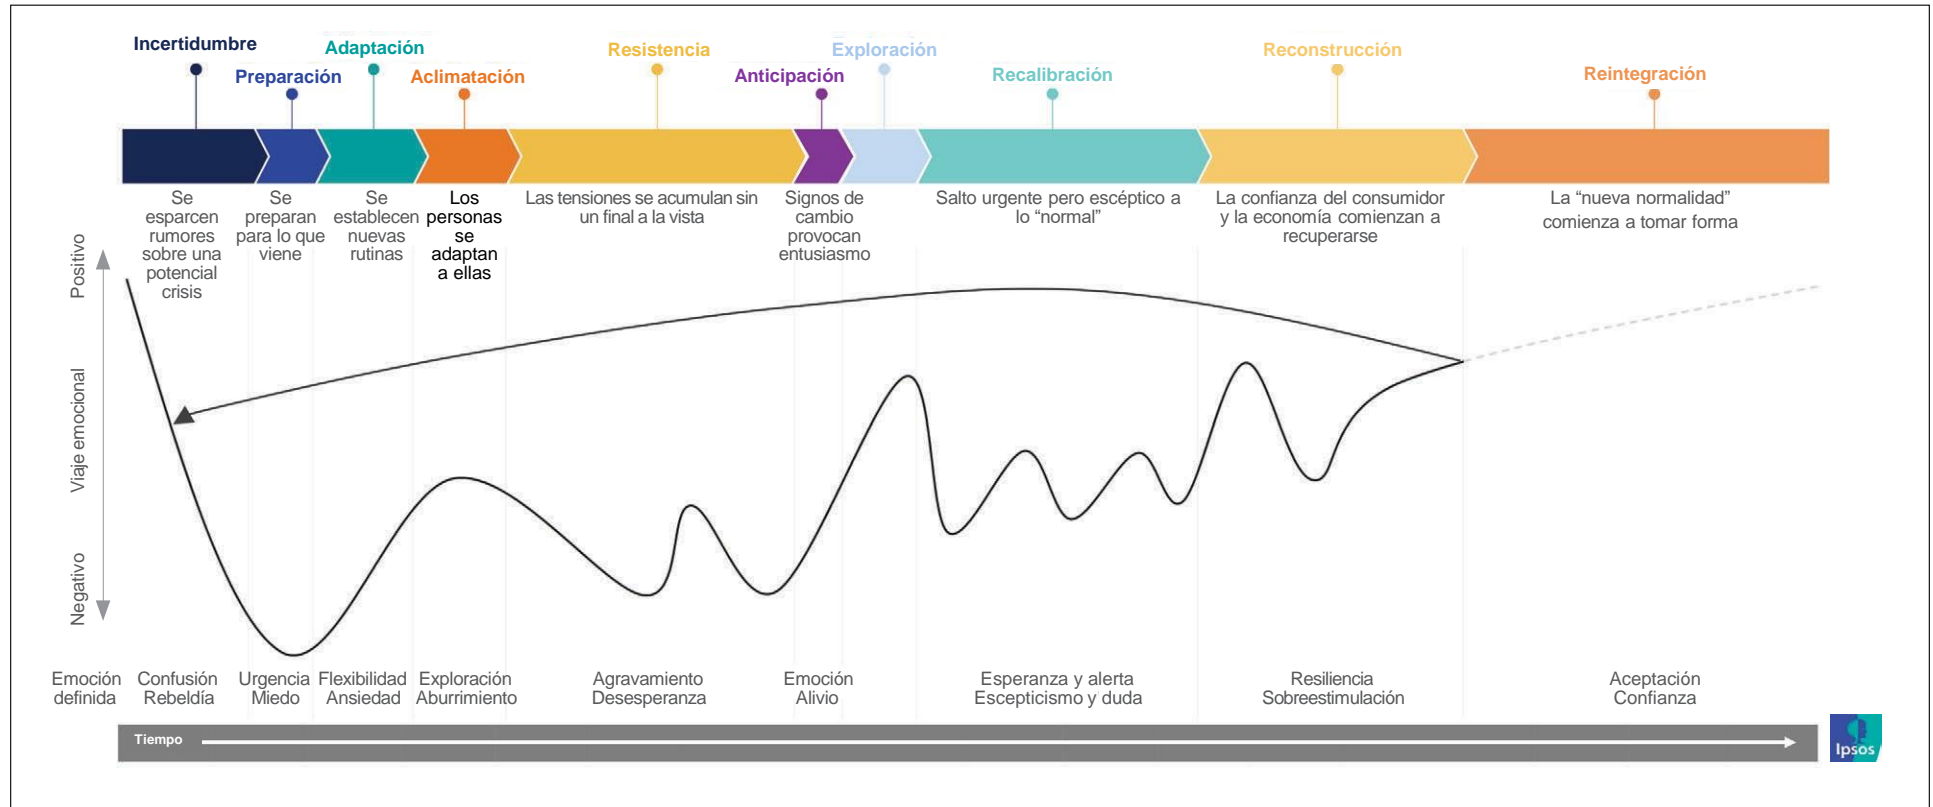 Incertidumbre
Preparación
Adaptación
Aclimatación
Resistencia
Anticipación
Exploración
Recalibración
Reconstrucción
Reintegración
Se
esparcen
rumores
sobre una
potencial
crisis
Se
preparan
para lo que
viene
Se
establecen
nuevas
rutinas
Los
personas
se
adaptan
a ellas
Las tensiones se acumulan sin
un final a la vista
Signos de
cambio
provocan
entusiasmo
Salto urgente pero escéptico a
lo “normal”
La confianza del consumidor
y la economía comienzan a
recuperarse
La “nueva normalidad”
comienza a tomar forma
Positivo
Viaje emocional
Negativo
Emoción
definida
Confusión
Rebeldía
Urgencia
Miedo
Flexibilidad
Ansiedad
Exploración
Aburrimiento
Agravamiento
Desesperanza
Emoción
Alivio
Esperanza y alerta
Escepticismo y duda
Resiliencia
Sobreestimulación
Aceptación
Confianza
Tiempo
Ipsos